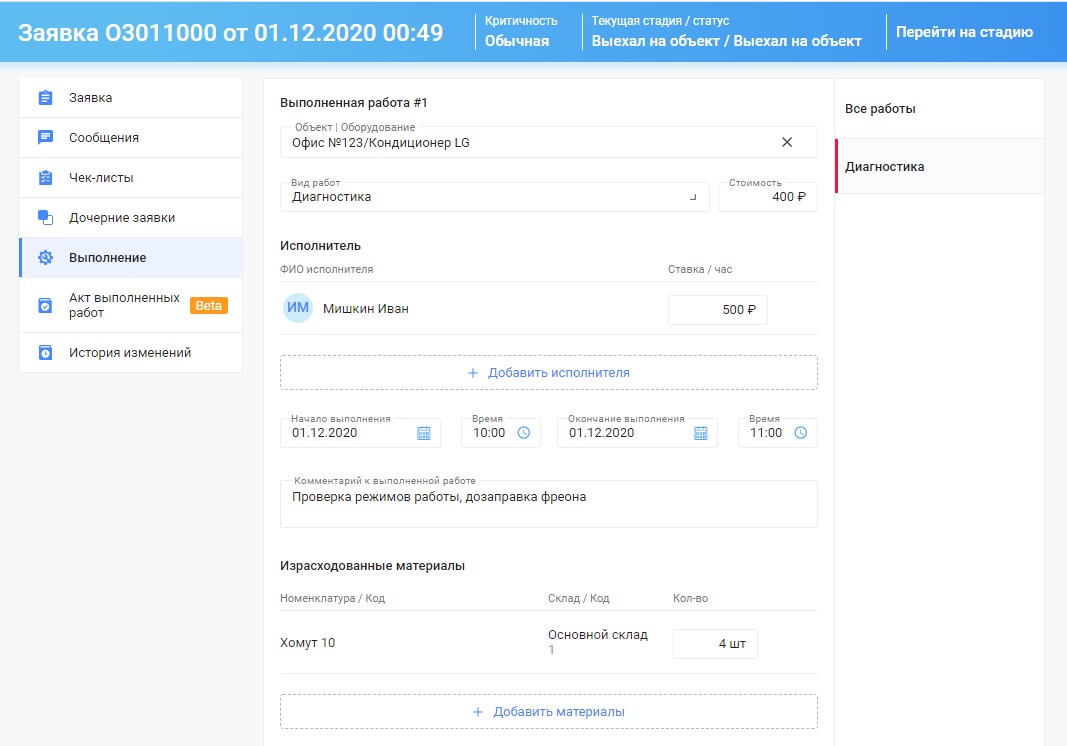 Заявка О3011000 от 01.12.2020 00:49
Критичность
Обычная
Текущая стадия / статус
Выехал на объект / Выехал на объект
Перейти на стадию
Заявка
Сообщения
Чек-листы
Дочерние заявки
Выполнение
Акт выполненных
работ
Beta
История изменений
Выполненная работа #1
Объект | Оборудование
Офис №123/Кондиционер LG
Вид работ
Диагностика
Стоимость
400 ₽
Исполнитель
ФИО исполнителя
Ставка / час
ИМ
Мишкин Иван
500 ₽
+ Добавить исполнителя
Начало выполнения
01.12.2020
Время
10:00
Окончание выполнения
01.12.2020
Время
11:00
Комментарий к выполненной работе
Проверка режимов работы, дозаправка фреона
Израсходованные материалы
Номенклатура / Код
Склад / Код
Кол-во
Хомут 10
Основной склад
1
4 шт
+ Добавить материалы
Все работы
Диагностика